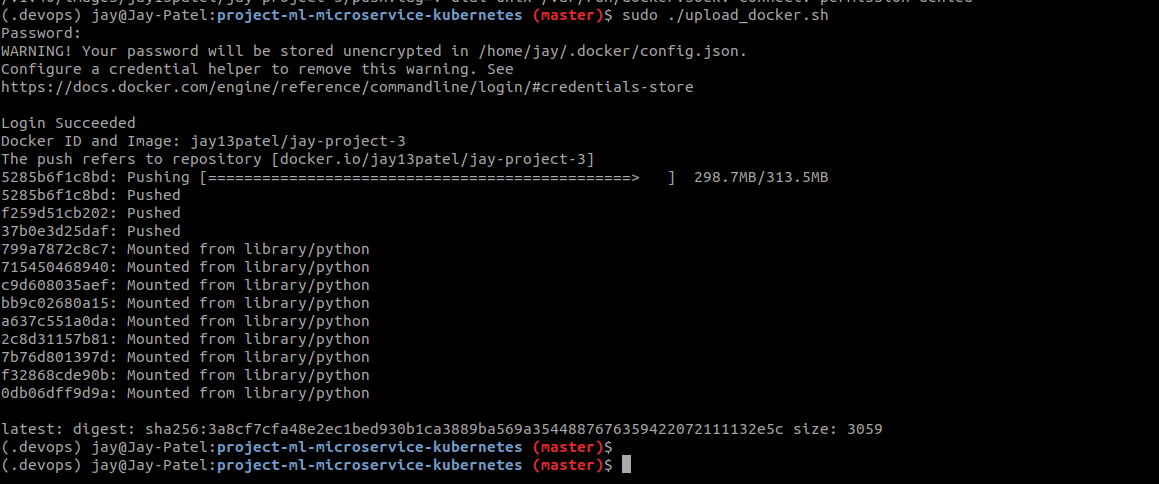 (.devops) jay@Jay-Patel:project-ml-microservice-kubernetes (master)$ sudo ./upload_docker.sh
Password:
WARNING! Your password will be stored unencrypted in /home/jay/.docker/config.json.
Configure a credential helper to remove this warning. See
https://docs.docker.com/engine/reference/commandline/login/#credentials-store
Login Succeeded
Docker ID and Image: jay13patel/jay-project-3
The push refers to repository [docker.io/jay13patel/jay-project-3]
5285b6f1c8bd: Pushing [===============================================>   ]  298.7MB/313.5MB
5285b6f1c8bd: Pushed
f259d51cb202: Pushed
37b0e3d25daf: Pushed
799a7872c8c7: Mounted from library/python
715450468940: Mounted from library/python
c9d608035aef: Mounted from library/python
bb9c02680a15: Mounted from library/python
a637c551a0da: Mounted from library/python
2c8d31157b81: Mounted from library/python
7b76d801397d: Mounted from library/python
f32868cde90b: Mounted from library/python
0db06dff9d9a: Mounted from library/python
latest: digest: sha256:3a8cf7cfa48e2ec1bed930b1ca3889ba569a3544887676359422072111132e5c size: 3059
(.devops) jay@Jay-Patel:project-ml-microservice-kubernetes (master)$
(.devops) jay@Jay-Patel:project-ml-microservice-kubernetes (master)$